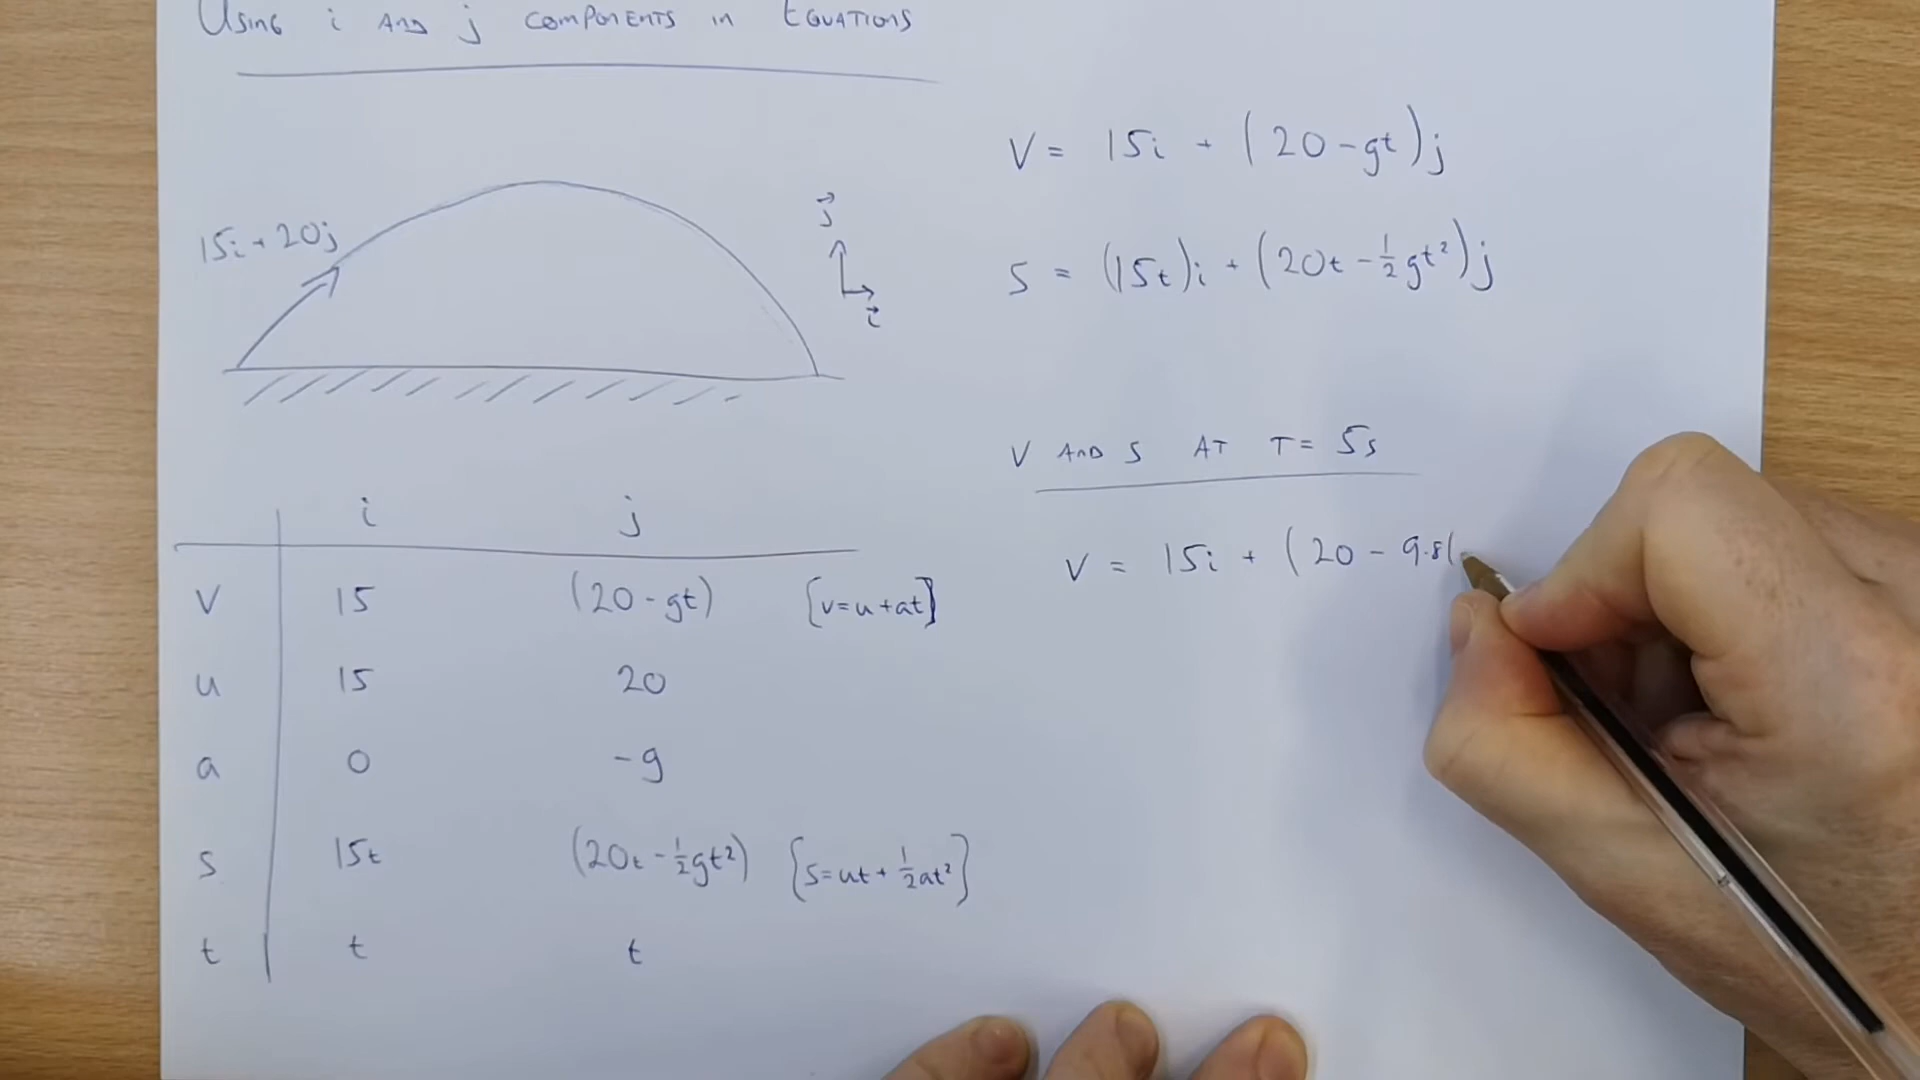 USING i AND j COMPONENTS IN EQUATIONS
15i + 20j
j
i
i j
v 15 (20 - gt) [v=u+at]
u 15 20
a 0 -g
s 15t (20t - ½gt²) [s=ut + ½at²]
t t t
V = 15i + (20 - gt)j
S = (15t)i + (20t - ½gt²)j
V AND S AT T = 5s
V = 15i + (20 - 9.8(